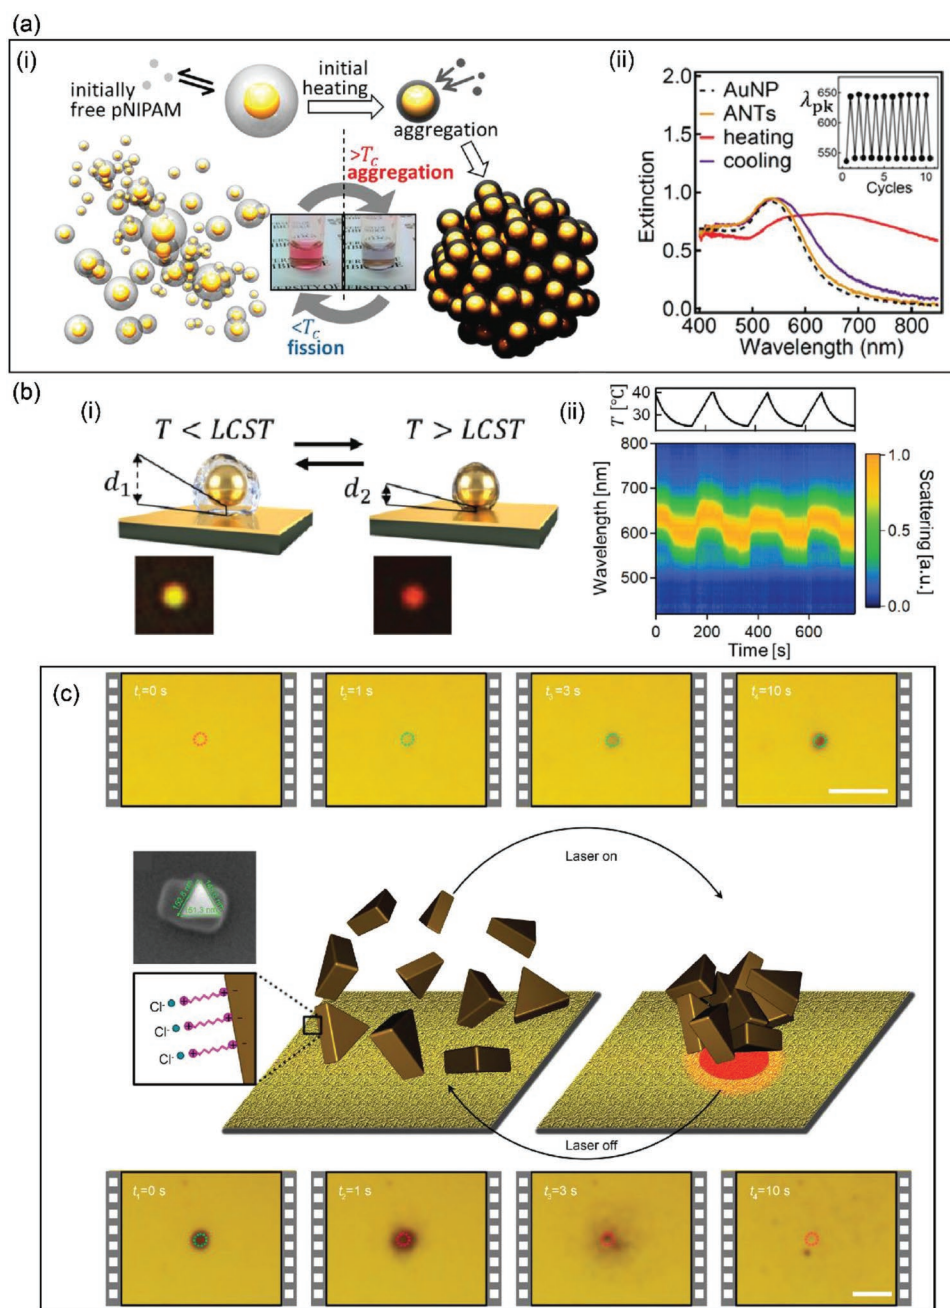 (a)
(i)
initially
free pNIPAM
initial
heating
aggregation
>Tc
aggregation
<Tc
fission
(ii)
Extinction
2.0
1.5
1.0
0.5
0.0
AuNP
ANTs
heating
cooling
λpk
650
600
550
0 5 10
Cycles
400 500 600 700 800
Wavelength (nm)
(b)
(i)
T < LCST
T > LCST
d1
d2
(ii)
T [°C]
40
30
Wavelength [nm]
800
700
600
500
0 200 400 600
Time [s]
1.0
0.5
0.0
Scattering [a.u.]
(c)
t1=0 s
t2=1 s
t3=3 s
t4=10 s
Laser on
Cl-
Cl-
Cl-
Laser off
t1=0 s
t2=1 s
t3=3 s
t4=10 s